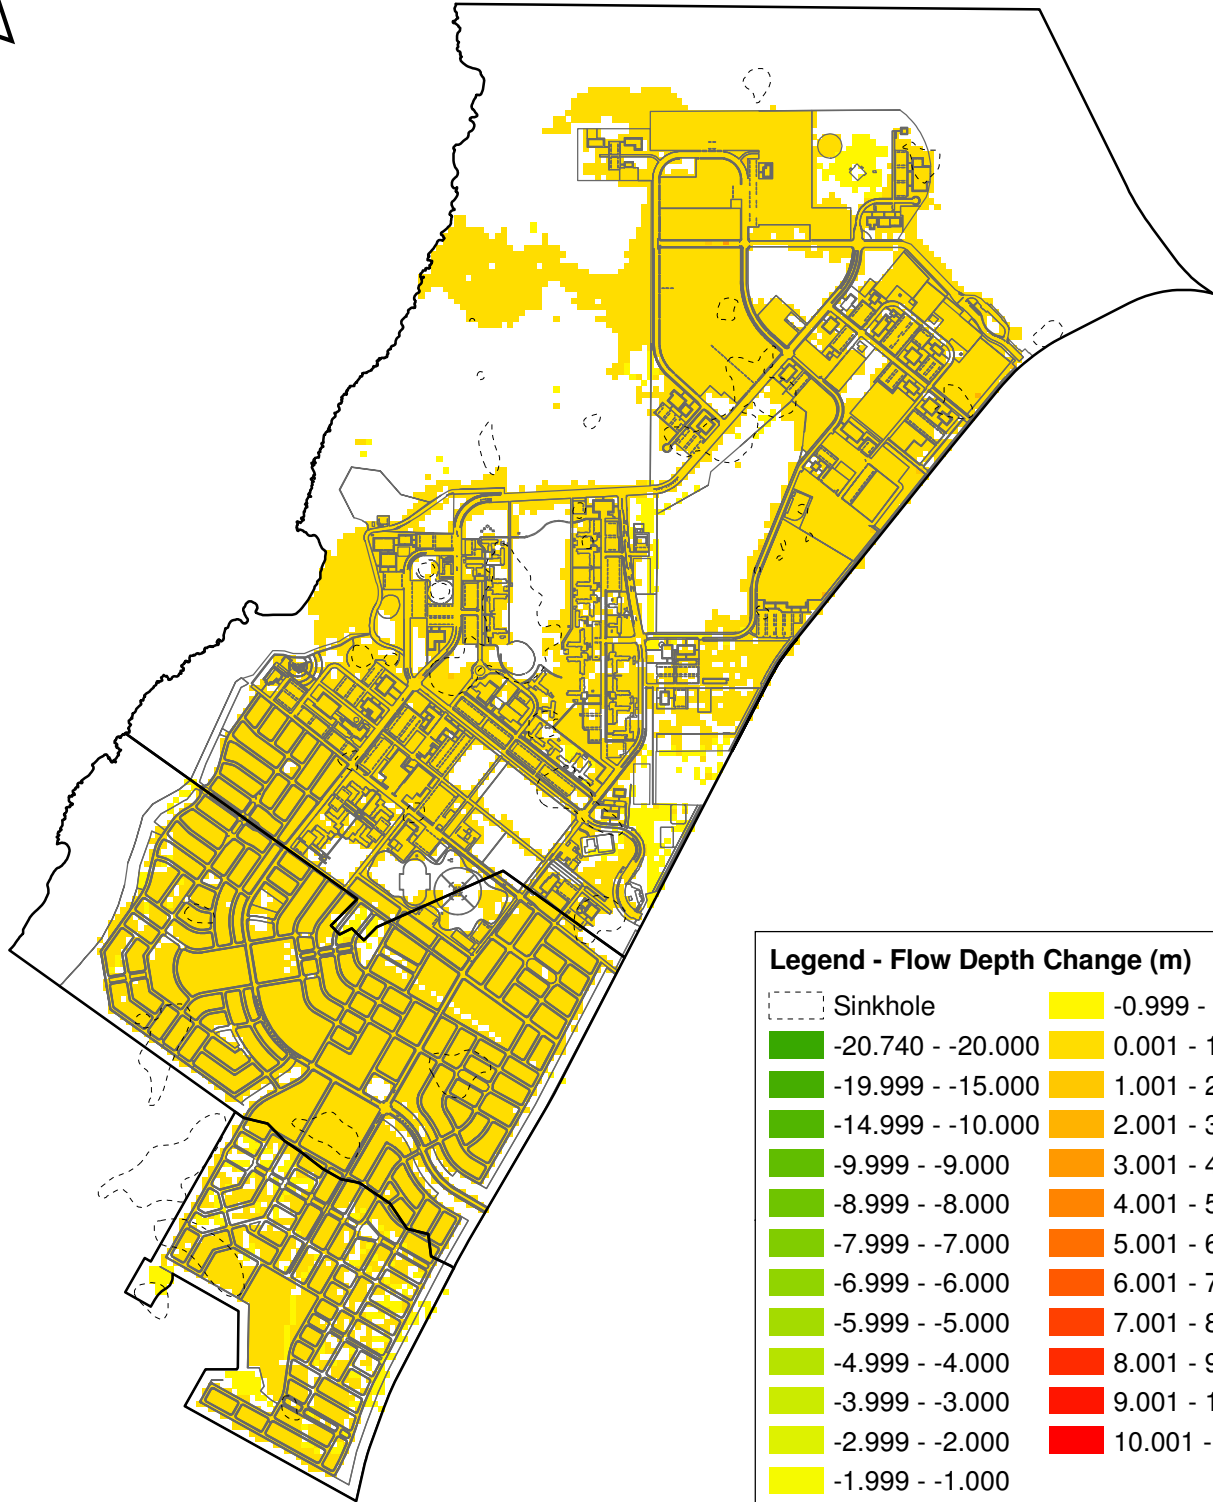 Legend - Flow Depth Change (m)
Sinkhole
-20.740 - -20.000
-19.999 - -15.000
-14.999 - -10.000
-9.999 - -9.000
-8.999 - -8.000
-7.999 - -7.000
-6.999 - -6.000
-5.999 - -5.000
-4.999 - -4.000
-3.999 - -3.000
-2.999 - -2.000
-1.999 - -1.000
-0.999 -
0.001 - 1
1.001 - 2
2.001 - 3
3.001 - 4
4.001 - 5
5.001 - 6
6.001 - 7
7.001 - 8
8.001 - 9
9.001 - 1
10.001 -